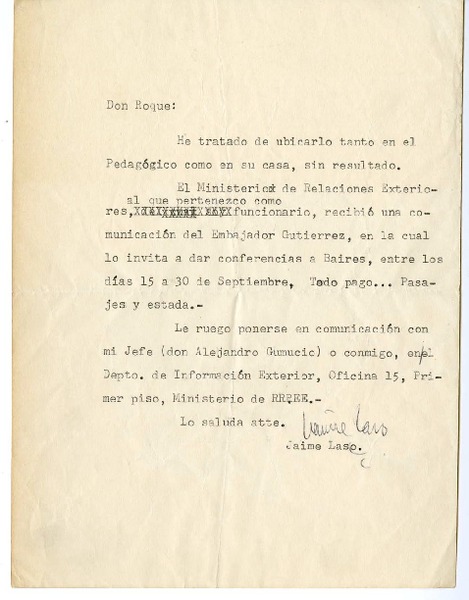 Don Roque:
He tratado de ubicarlo tanto en el
Pedagógico como en su casa, sin resultado.
El Ministerio de Relaciones Exterio-
al que pertenezco como
res, funcionario, recibió una co-
municación del Embajador Gutierrez, en la cual
lo invita a dar conferencias a Baires, entre los
días 15 a 30 de Septiembre, Todo pago... Pasa-
jes y estada.-
Le ruego ponerse en comunicación con
mi Jefe (don Alejandro Gumucic) o conmigo, en/el
Depto. de Información Exterior, Oficina 15, Pri-
mer piso, Ministerio de RREE.-
Lo saluda atte. Jaime Laso
Jaime Laso.